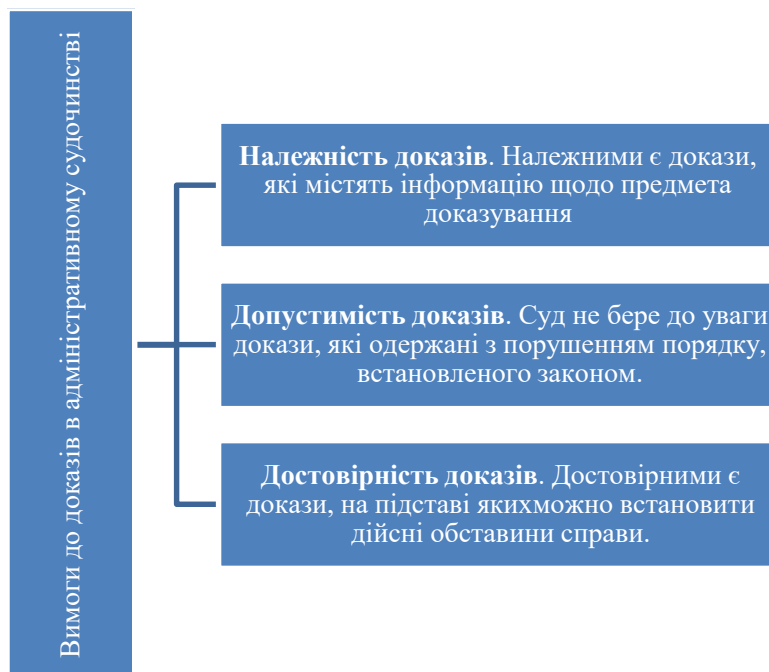 Вимоги до доказів в адміністративному судочинстві
Належність доказів. Належними є докази,
які містять інформацію щодо предмета
доказування
Допустимість доказів. Суд не бере до уваги
докази, які одержані з порушенням порядку,
встановленого законом.
Достовірність доказів. Достовірними є
докази, на підставі якихможно встановити
дійсні обставини справи.